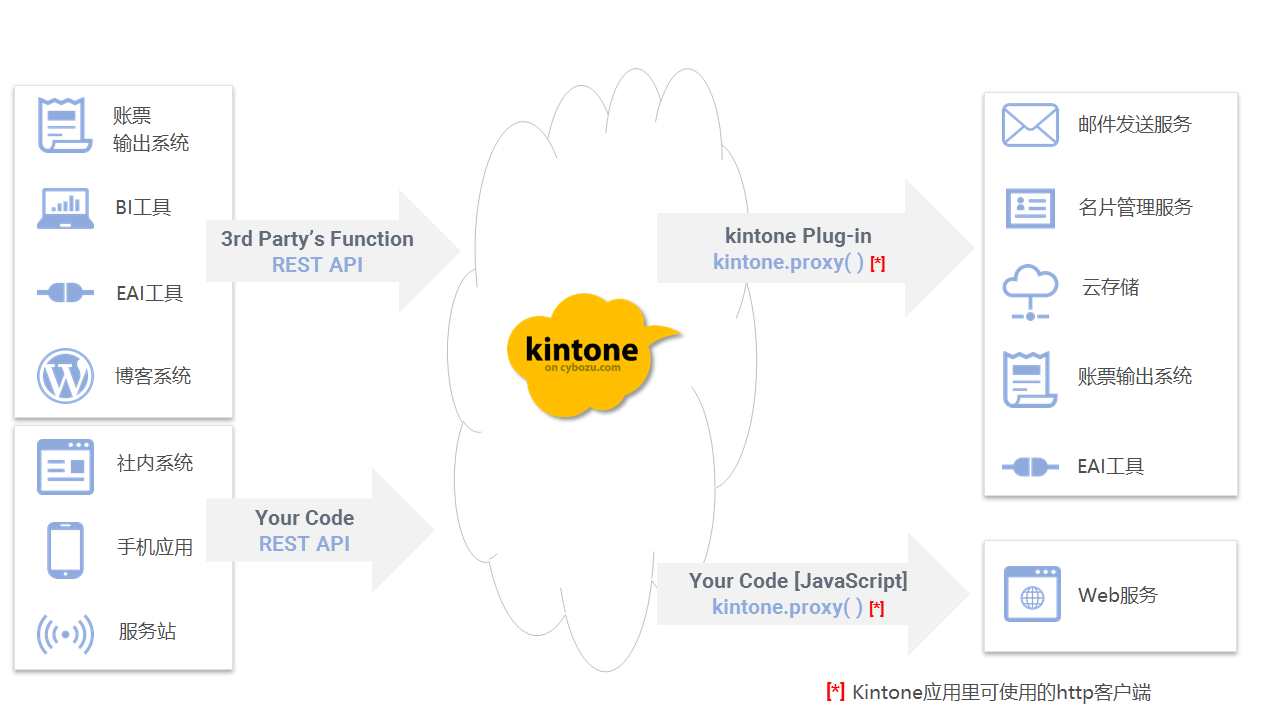 账票
输出系统
BI工具
EAI工具
博客系统
社内系统
手机应用
服务站
3rd Party’s Function
REST API
Your Code
REST API
kintone
on cybozu.com
kintone Plug-in
kintone.proxy( ) [*]
Your Code [JavaScript]
kintone.proxy( ) [*]
邮件发送服务
名片管理服务
云存储
账票输出系统
EAI工具
Web服务
[*] Kintone应用里可使用的http客户端